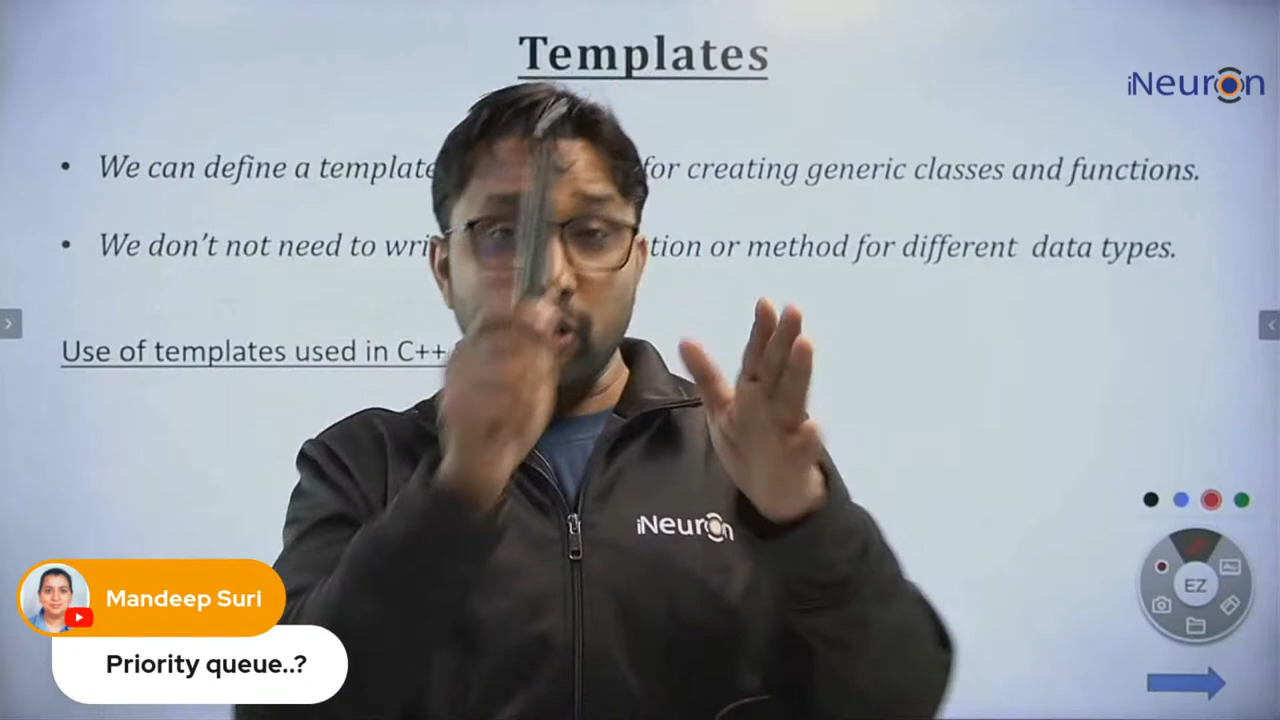 Templates
iNeuron
• We can define a template for creating generic classes and functions.
• We don't not need to wri tion or method for different data types.
Use of templates used in C++
iNeuron
EZ
Mandeep Suri
Priority queue..?